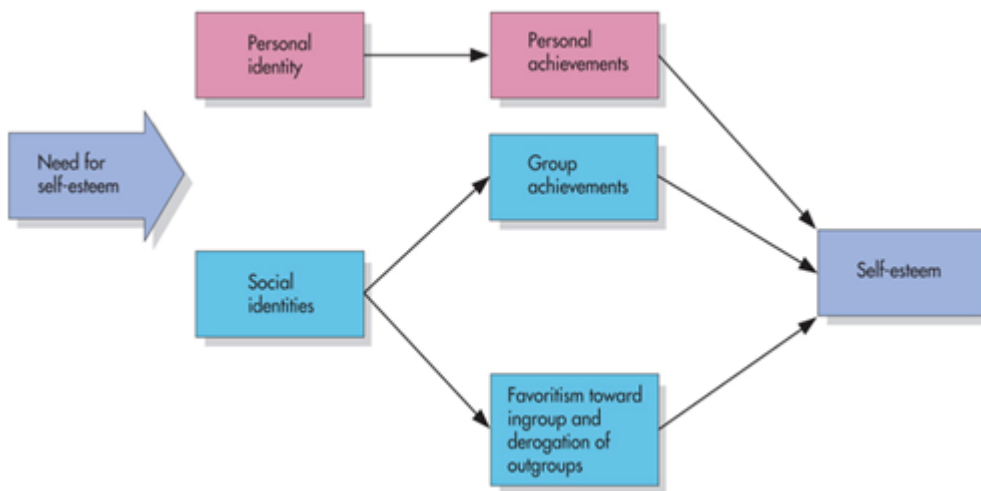 Personal
identity
Personal
achievements
Need for
self-esteem
Group
achievements
Social
identities
Self-esteem
Favoritism toward
ingroup and
derogation of
outgroups